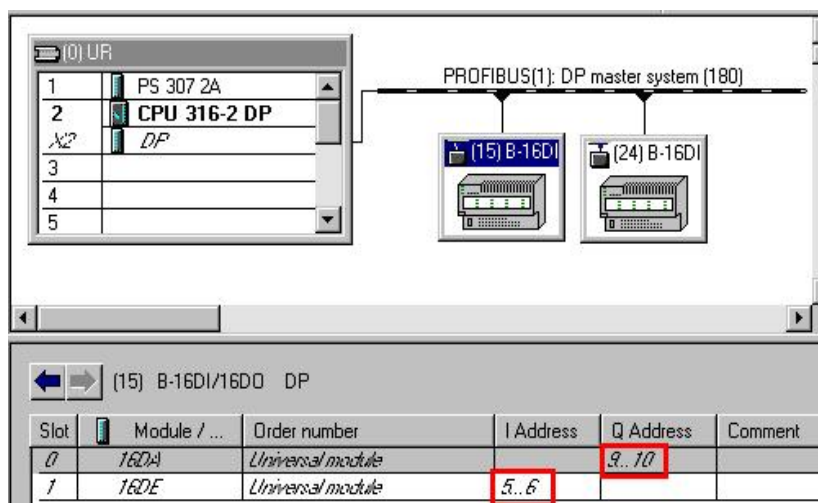 (0) UR
1 PS 307 2A
2 CPU 316-2 DP
X2 DP
3
4
5
PROFIBUS(1): DP master system (180)
(15) B-16DI
(24) B-16DI
(15) B-16DI/16DO DP
Slot Module / ... Order number I Address Q Address Comment
0 16DA Universal module 9..10
1 16DE Universal module 5..6